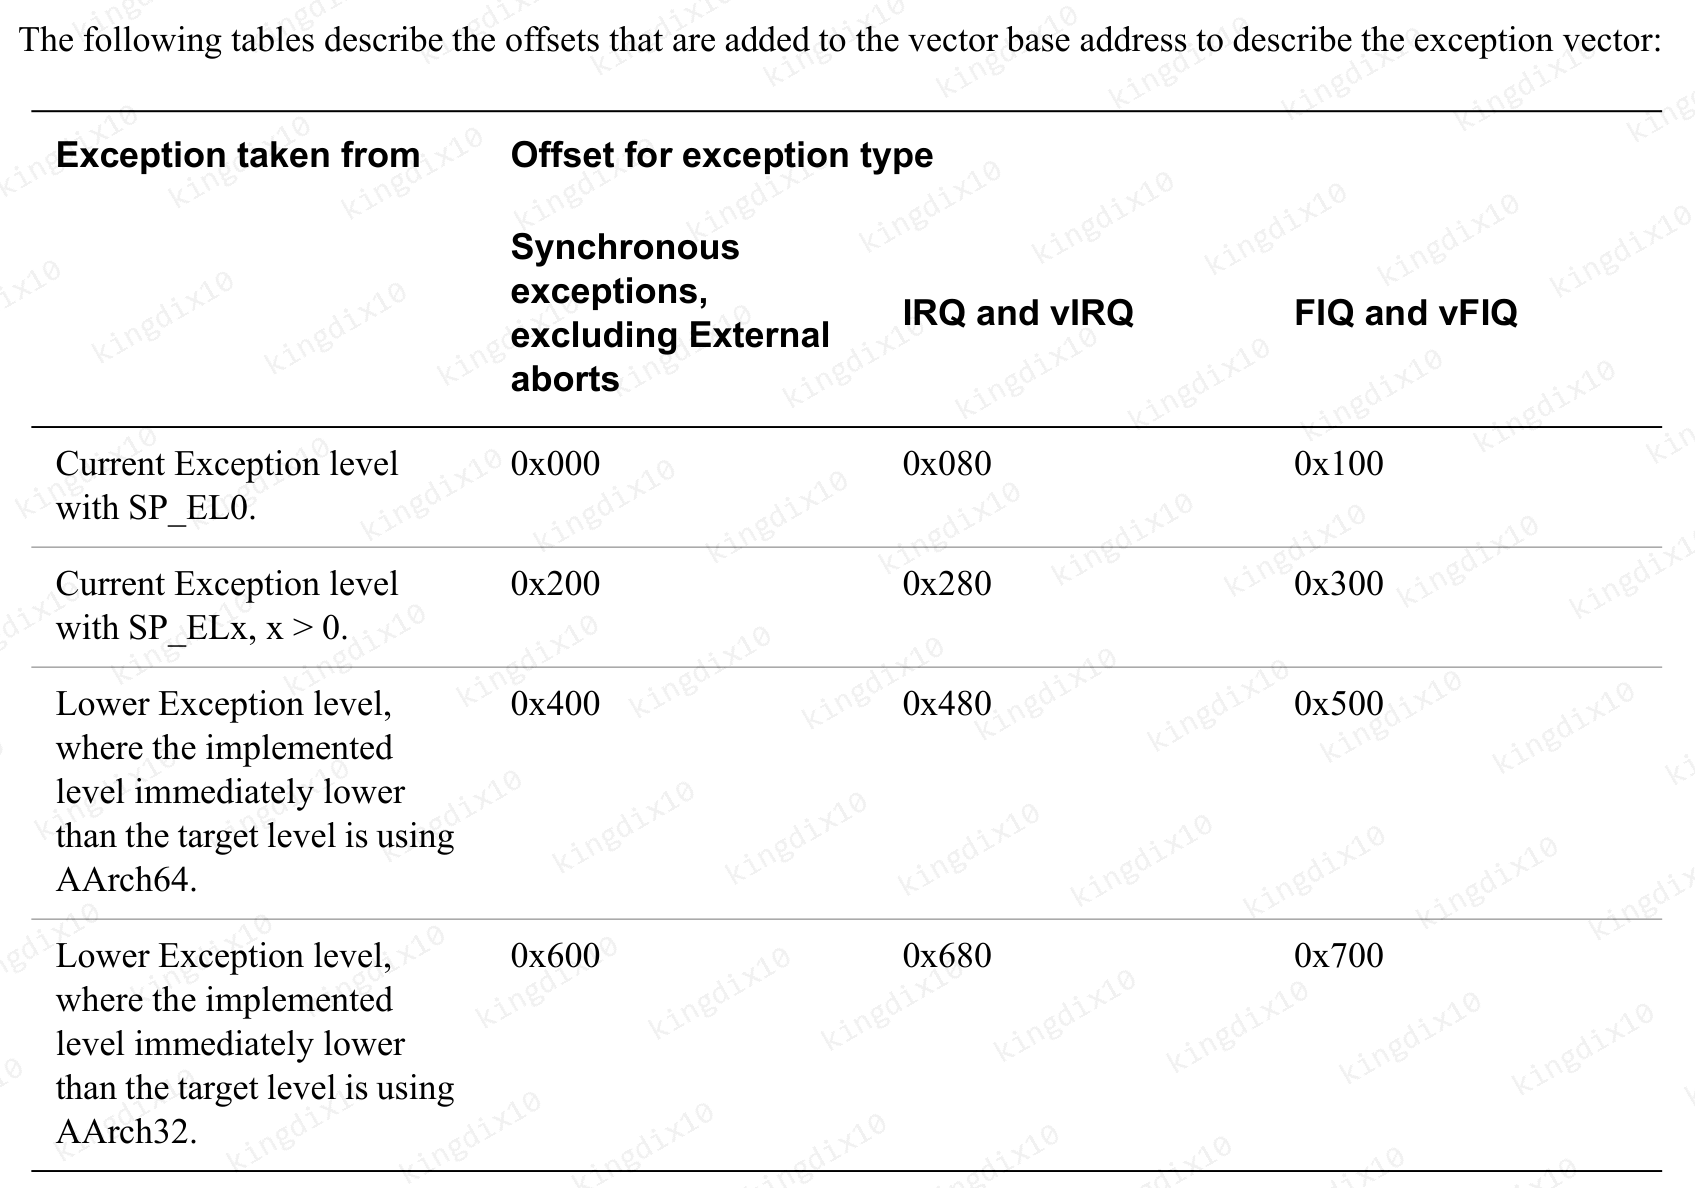 The following tables describe the offsets that are added to the vector base address to describe the exception vector:
Exception taken from
Offset for exception type
Synchronous
exceptions,
excluding External
aborts
IRQ and vIRQ
FIQ and vFIQ
Current Exception level
with SP_EL0.
0x000
0x080
0x100
Current Exception level
with SP_ELx, x > 0.
0x200
0x280
0x300
Lower Exception level,
where the implemented
level immediately lower
than the target level is using
AArch64.
0x400
0x480
0x500
Lower Exception level,
where the implemented
level immediately lower
than the target level is using
AArch32.
0x600
0x680
0x700
kingdix10